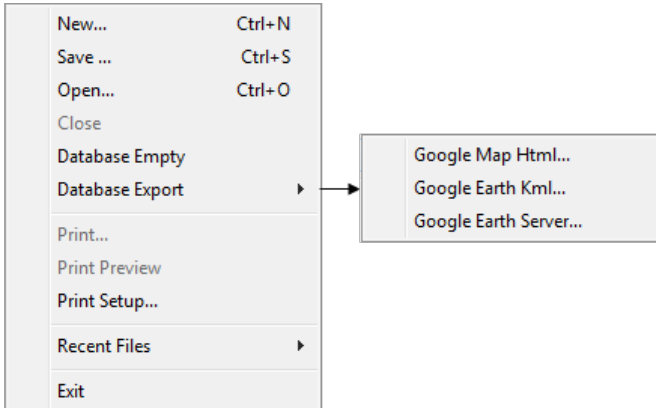 New... Ctrl+N
Save ... Ctrl+S
Open... Ctrl+O
Close
Database Empty
Database Export
Print...
Print Preview
Print Setup...
Recent Files
Exit
Google Map Html...
Google Earth Kml...
Google Earth Server...